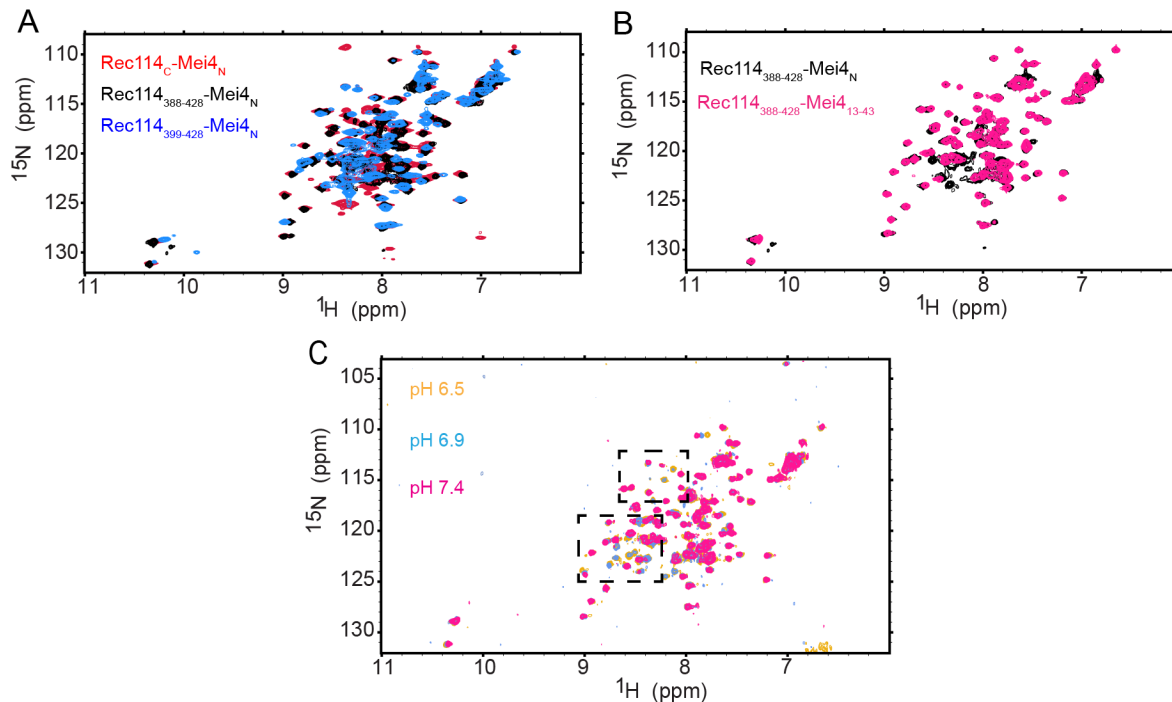 A
B
110
115
120
125
130
15N (ppm)
Rec114C-Mei4N
Rec114388-428-Mei4N
Rec114399-428-Mei4N
11
10
9
8
7
1H (ppm)
110
115
120
125
130
15N (ppm)
Rec114388-428-Mei4N
Rec114388-428-Mei413-43
11
10
9
8
7
1H (ppm)
C
105
110
115
120
125
130
15N (ppm)
pH 6.5
pH 6.9
pH 7.4
11
10
9
8
7
1H (ppm)